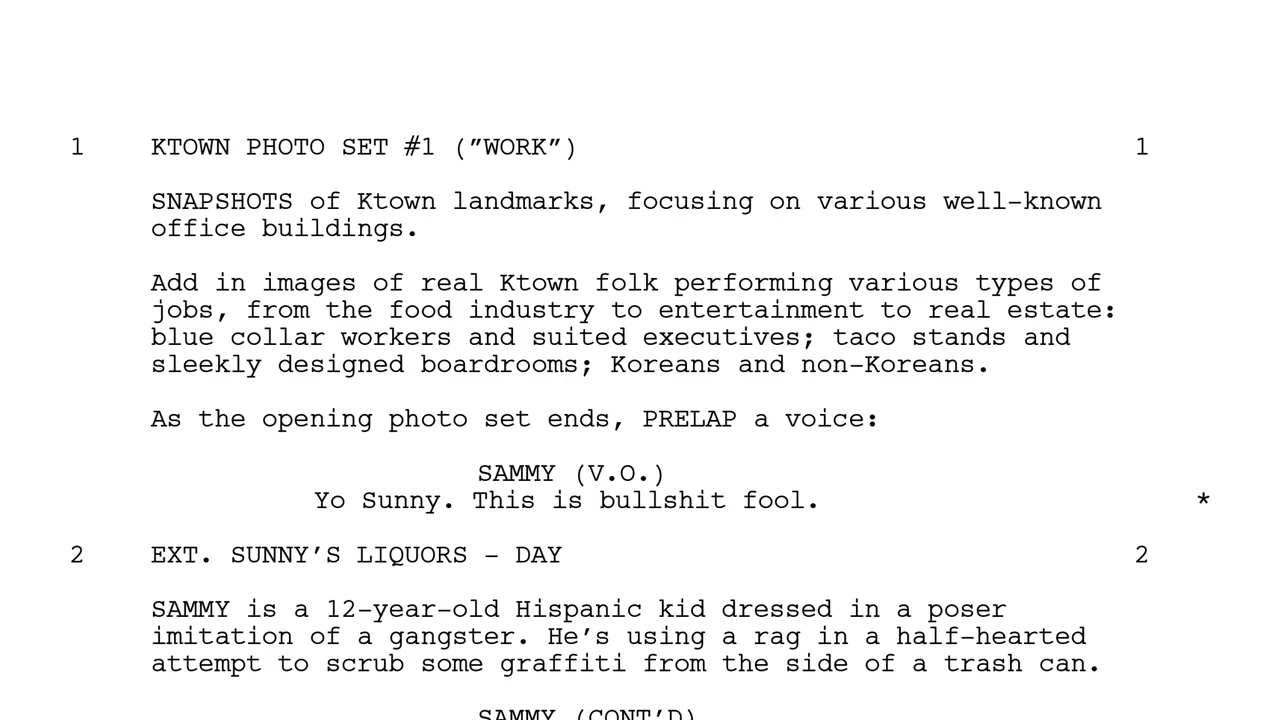 1 KTOWN PHOTO SET #1 ("WORK") 1
SNAPSHOTS of Ktown landmarks, focusing on various well-known
office buildings.
Add in images of real Ktown folk performing various types of
jobs, from the food industry to entertainment to real estate:
blue collar workers and suited executives; taco stands and
sleekly designed boardrooms; Koreans and non-Koreans.
As the opening photo set ends, PRELAP a voice:
SAMMY (V.O.)
Yo Sunny. This is bullshit fool. *
2 EXT. SUNNY'S LIQUORS - DAY 2
SAMMY is a 12-year-old Hispanic kid dressed in a poser
imitation of a gangster. He's using a rag in a half-hearted
attempt to scrub some graffiti from the side of a trash can.
SAMMY (CONT'D)